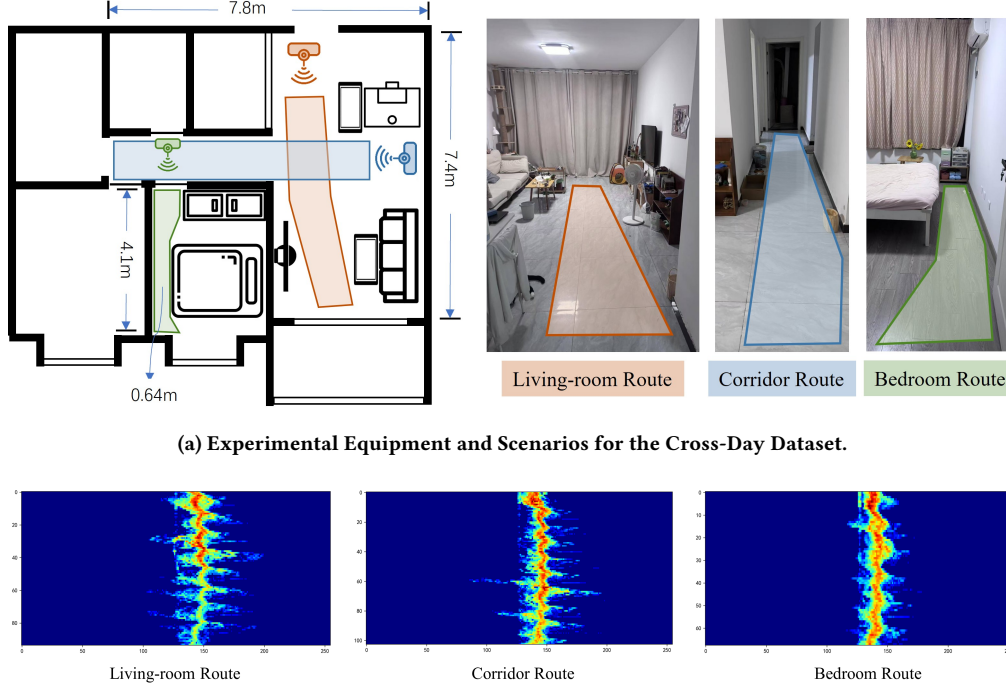 7.8m
7.4m
4.1m
0.64m
Living-room Route
Corridor Route
Bedroom Route
(a) Experimental Equipment and Scenarios for the Cross-Day Dataset.
0
20
40
60
80
0
50
100
150
200
250
Living-room Route
0
20
40
60
80
100
0
50
100
150
200
250
Corridor Route
0
20
40
60
0
50
100
150
200
Bedroom Route